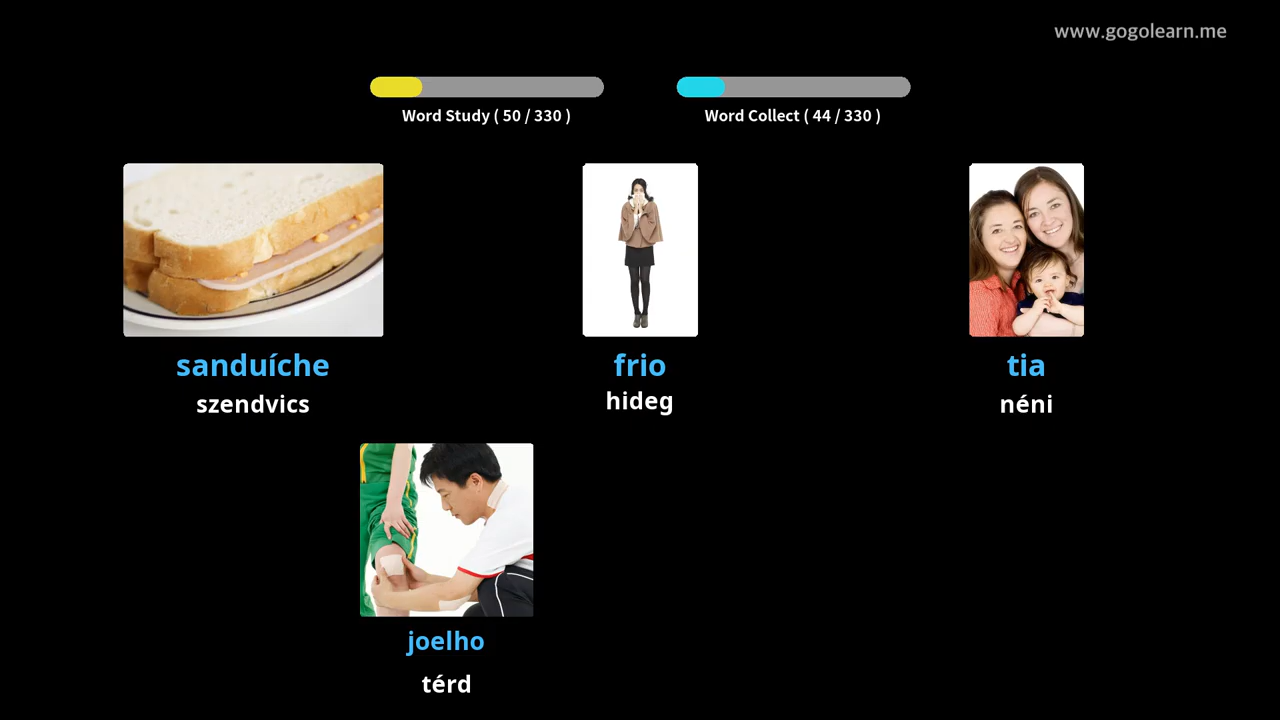 www.gogolearn.me
Word Study ( 50 / 330 )
Word Collect ( 44 / 330 )
sanduíche
szendvics
frio
hideg
tia
néni
joelho
térd